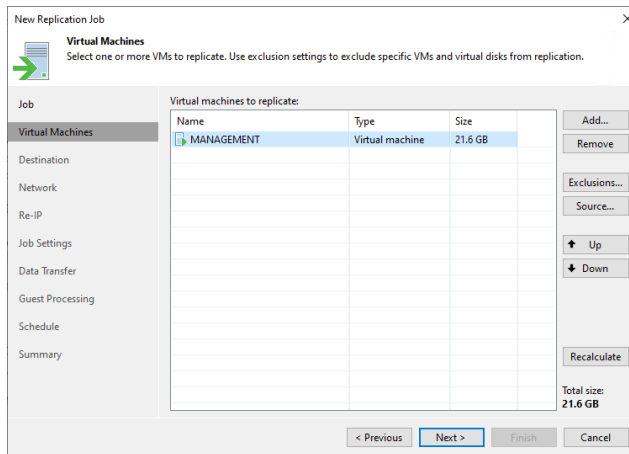 New Replication Job
Virtual Machines
Select one or more VMs to replicate. Use exclusion settings to exclude specific VMs and virtual disks from replication.
Job
Virtual Machines
Destination
Network
Re-IP
Job Settings
Data Transfer
Guest Processing
Schedule
Summary
Virtual machines to replicate:
Name Type Size
MANAGEMENT Virtual machine 21.6 GB
Add...
Remove
Exclusions...
Source...
Up
Down
Recalculate
Total size:
21.6 GB
< Previous Next > Finish Cancel